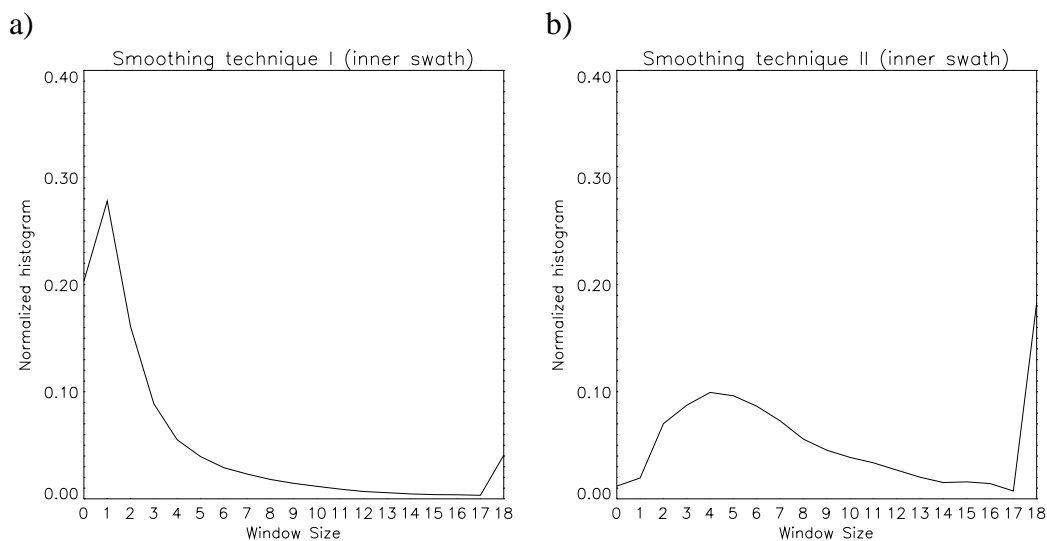 a)
Smoothing technique I (inner swath)
0.40
0.30
0.20
0.10
0.00
Normalized histogram
0 1 2 3 4 5 6 7 8 9 10 11 12 13 14 15 16 17 18
Window Size
b)
Smoothing technique II (inner swath)
0.40
0.30
0.20
0.10
0.00
Normalized histogram
0 1 2 3 4 5 6 7 8 9 10 11 12 13 14 15 16 17 18
Window Size